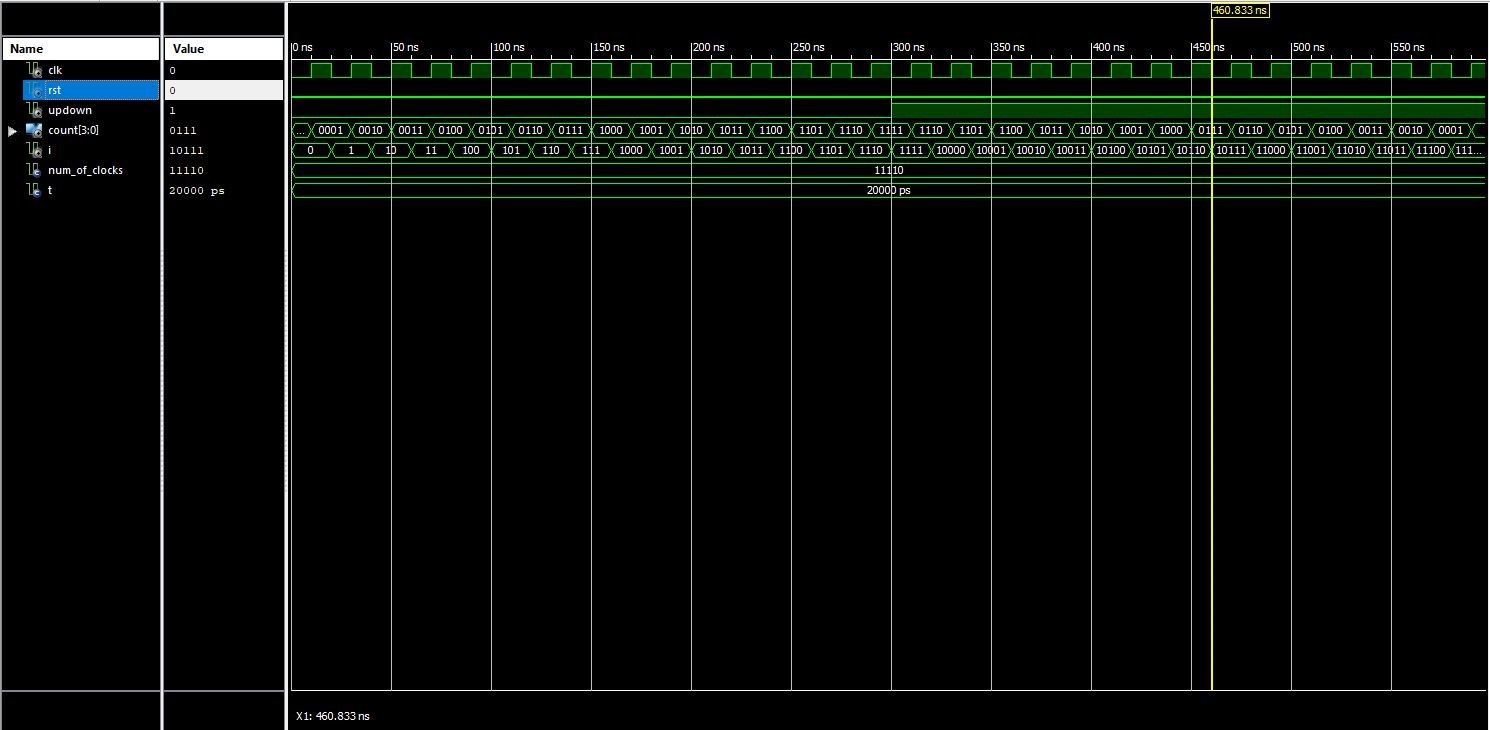 460.833 ns
Name Value 0 ns 50 ns 100 ns 150 ns 200 ns 250 ns 300 ns 350 ns 400 ns 450 ns 500 ns 550 ns
clk 0
rst 0
updown 1
count[3:0] 0111 ... 0001 0010 0011 0100 0101 0110 0111 1000 1001 1010 1011 1100 1101 1110 1111 1110 1101 1100 1011 1010 1001 1000 0111 0110 0101 0100 0011 0010 0001
i 10111 0 1 10 11 100 101 110 111 1000 1001 1010 1011 1100 1101 1110 1111 10000 10001 10010 10011 10100 10101 10110 10111 11000 11001 11010 11011 11100 111...
num_of_clocks 11110 11110
t 20000 ps 20000 ps
X1: 460.833 ns